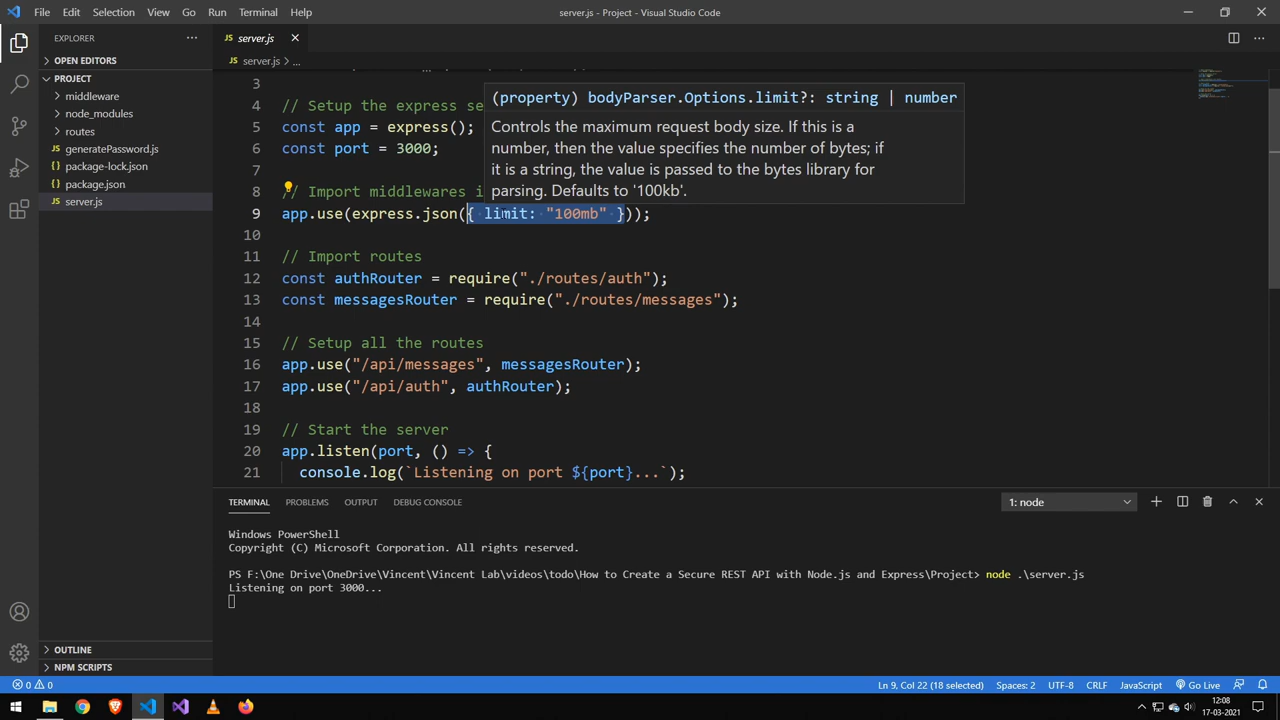 File Edit Selection View Go Run Terminal Help
server.js - Project - Visual Studio Code
EXPLORER
OPEN EDITORS
PROJECT
middleware
node_modules
routes
JS generatePassword.js
package-lock.json
package.json
JS server.js
OUTLINE
NPM SCRIPTS
JS server.js
JS server.js > ...
3
4 // Setup the express se
5 const app = express();
6 const port = 3000;
7
8 // Import middlewares i
9 app.use(express.json({ limit: "100mb" }));
10
11 // Import routes
12 const authRouter = require("./routes/auth");
13 const messagesRouter = require("./routes/messages");
14
15 // Setup all the routes
16 app.use("/api/messages", messagesRouter);
17 app.use("/api/auth", authRouter);
18
19 // Start the server
20 app.listen(port, () => {
21 console.log(`Listening on port ${port}...`);
(property) bodyParser.Options.limit?: string | number
Controls the maximum request body size. If this is a
number, then the value specifies the number of bytes; if
it is a string, the value is passed to the bytes library for
parsing. Defaults to '100kb'.
TERMINAL PROBLEMS OUTPUT DEBUG CONSOLE
1: node
Windows PowerShell
Copyright (C) Microsoft Corporation. All rights reserved.
PS F:\One Drive\OneDrive\Vincent\Vincent Lab\videos\todo\How to Create a Secure REST API with Node.js and Express\Project> node .\server.js
Listening on port 3000...
0 0
Ln 9, Col 22 (18 selected) Spaces: 2 UTF-8 CRLF JavaScript Go Live
12:08
17-03-2021